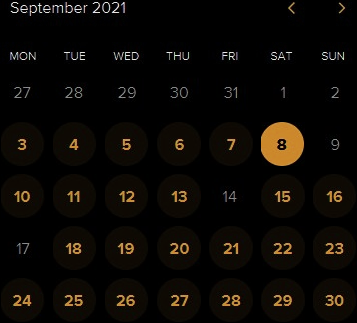 September 2021
MON TUE WED THU FRI SAT SUN
27 28 29 30 31 1 2
3 4 5 6 7 8 9
10 11 12 13 14 15 16
17 18 19 20 21 22 23
24 25 26 27 28 29 30